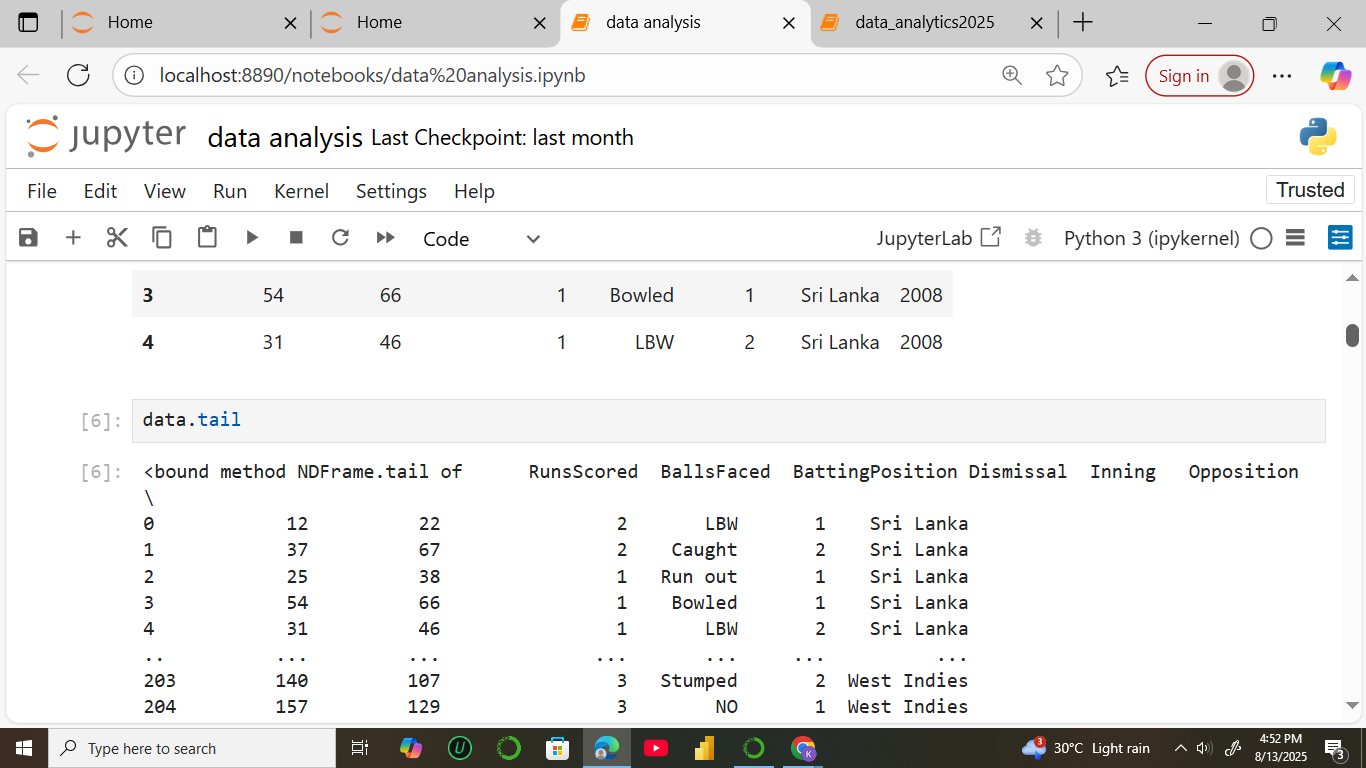 Home
Home
data analysis
data_analytics2025
localhost:8890/notebooks/data%20analysis.ipynb
Sign in
jupyter data analysis Last Checkpoint: last month
File Edit View Run Kernel Settings Help
Trusted
Code
JupyterLab
Python 3 (ipykernel)
3 54 66 1 Bowled 1 Sri Lanka 2008
4 31 46 1 LBW 2 Sri Lanka 2008
[6]: data.tail
[6]: <bound method NDFrame.tail of RunsScored BallsFaced BattingPosition Dismissal Inning Opposition
\
0 12 22 2 LBW 1 Sri Lanka
1 37 67 2 Caught 2 Sri Lanka
2 25 38 1 Run out 1 Sri Lanka
3 54 66 1 Bowled 1 Sri Lanka
4 31 46 1 LBW 2 Sri Lanka
.. ... ... ... ... ... ...
203 140 107 3 Stumped 2 West Indies
204 157 129 3 NO 1 West Indies
Type here to search
U
K
3
30°C Light rain
4:52 PM
8/13/2025
3